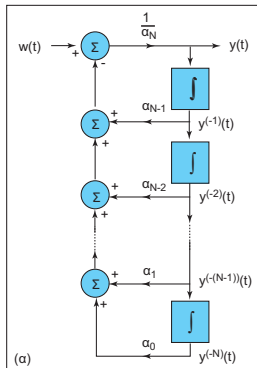 1
α_N
w(t)
+
Σ
-
y(t)
∫
+
Σ
+
α_{N-1}
y^{(-1)}(t)
∫
+
Σ
+
α_{N-2}
y^{(-2)}(t)
+
Σ
+
α_1
y^{(-(N-1))}(t)
∫
α_0
y^{(-N)}(t)
(α)